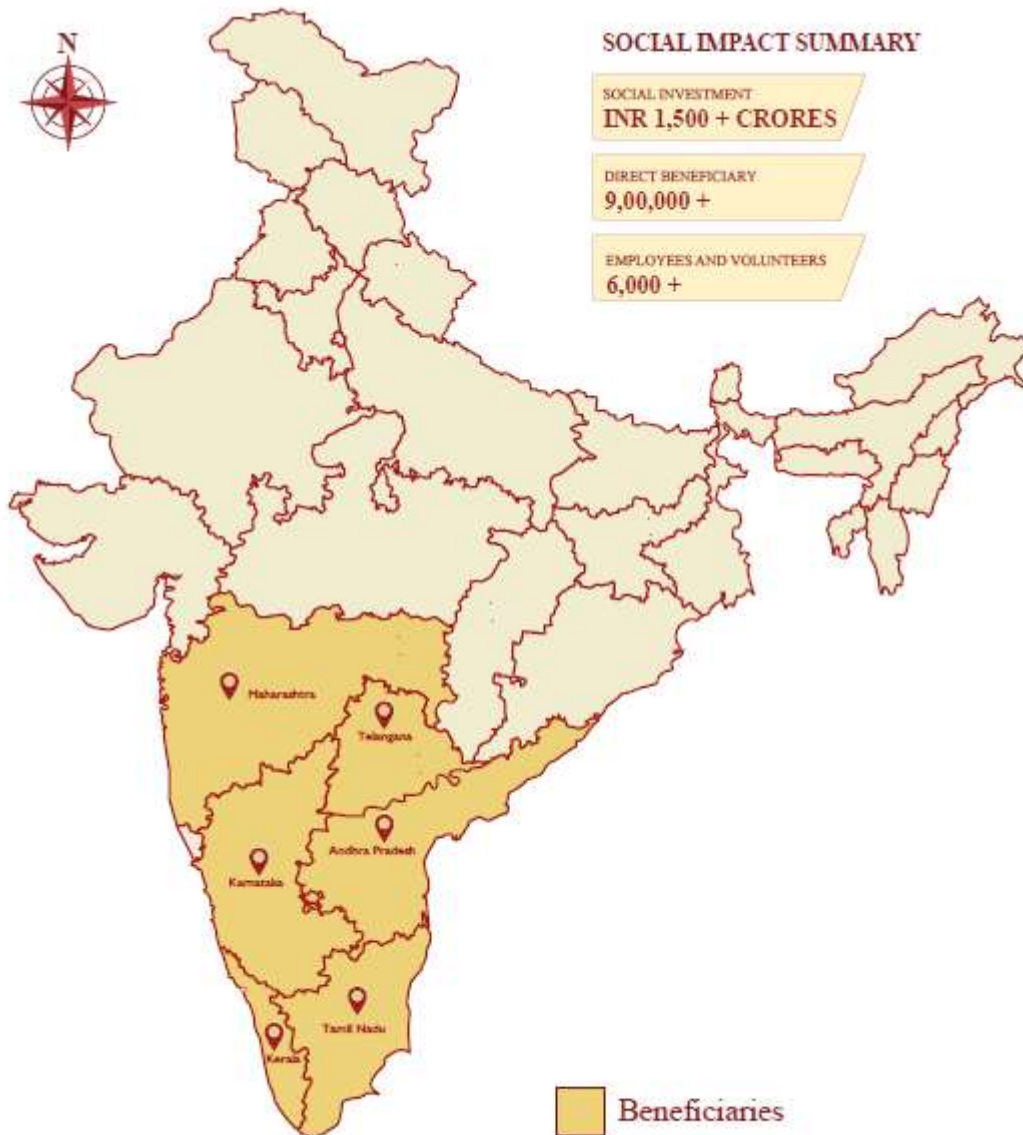 N
SOCIAL IMPACT SUMMARY
SOCIAL INVESTMENT
INR 1,500 + CRORES
DIRECT BENEFICIARY
9,00,000 +
EMPLOYEES AND VOLUNTEERS
6,000 +
Maharashtra
Telangana
Andhra Pradesh
Karnataka
Tamil Nadu
Kerala
Beneficiaries